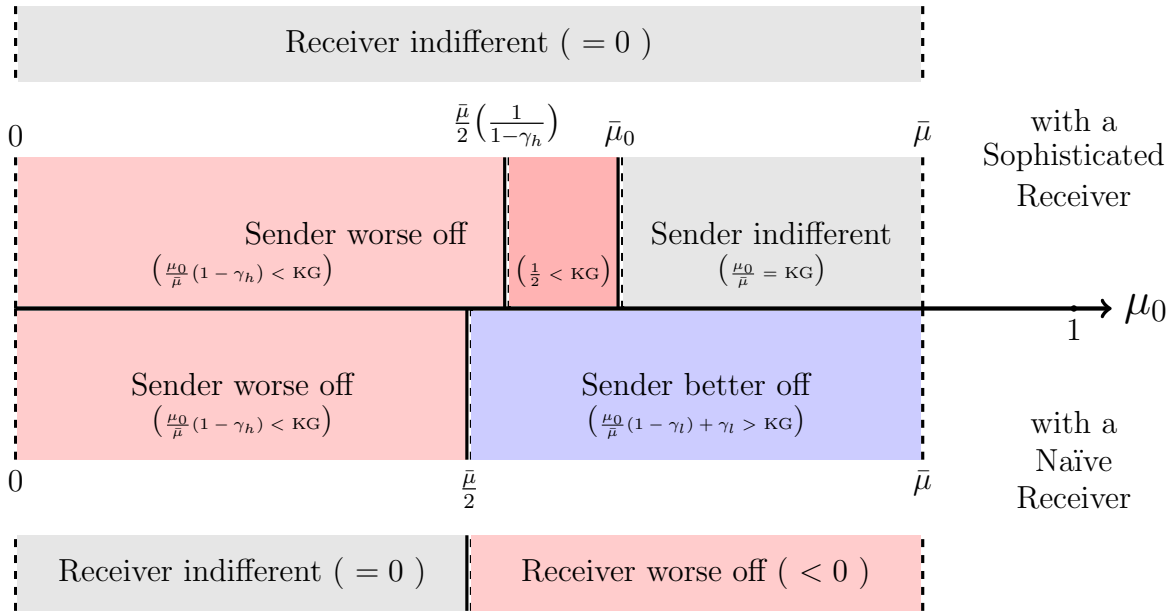 Receiver indifferent ( = 0 )
0
μ̄/2 (1/(1−γ_h))
μ̄_0
μ̄
with a
Sophisticated
Receiver
Sender worse off
(μ_0/μ̄ (1 − γ_h) < KG)
(1/2 < KG)
Sender indifferent
(μ_0/μ̄ = KG)
μ_0
1
Sender worse off
(μ_0/μ̄ (1 − γ_h) < KG)
Sender better off
(μ_0/μ̄ (1 − γ_l) + γ_l > KG)
with a
Naïve
Receiver
0
μ̄/2
μ̄
Receiver indifferent ( = 0 )
Receiver worse off ( < 0 )